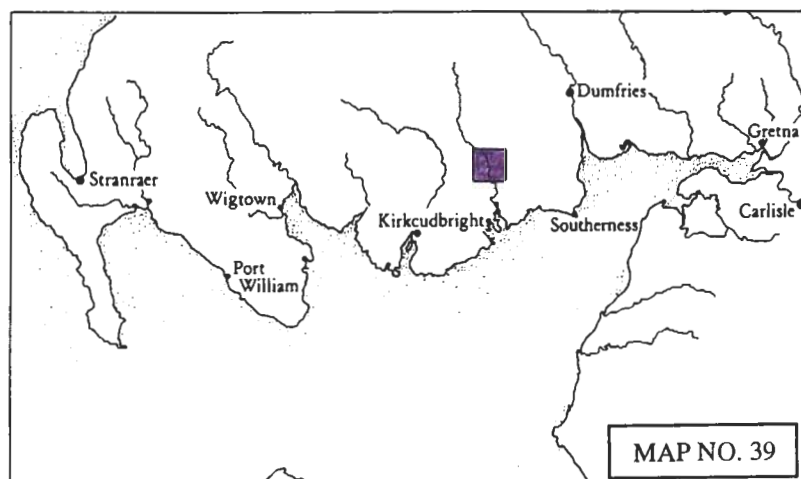 Dumfries
Gretna
Stranraer
Wigtown
Kirkcudbright
Southerness
Carlisle
Port
William
MAP NO. 39